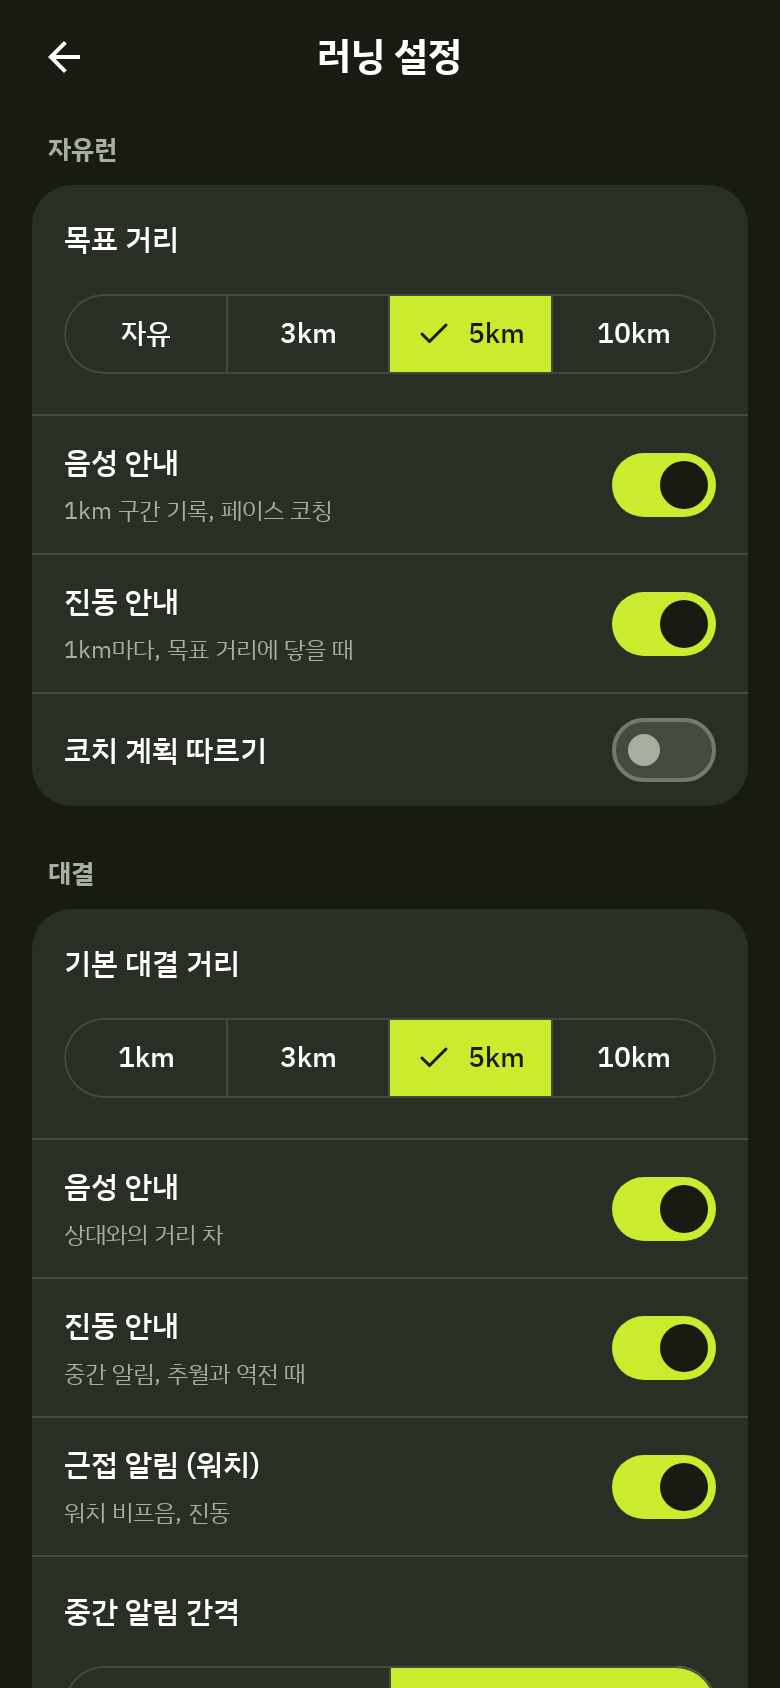 러닝 설정
자유런
목표 거리
자유
3km
5km
10km
음성 안내
1km 구간 기록, 페이스 코칭
진동 안내
1km마다, 목표 거리에 닿을 때
코치 계획 따르기
대결
기본 대결 거리
1km
3km
5km
10km
음성 안내
상대와의 거리 차
진동 안내
중간 알림, 추월과 역전 때
근접 알림 (워치)
워치 비프음, 진동
중간 알림 간격